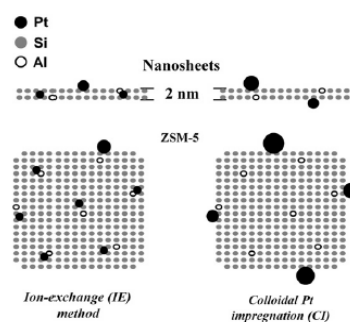 Pt
Si
Al
Nanosheets
2 nm
ZSM-5
Ion-exchange (IE)
method
Colloidal Pt
impregnation (CI)